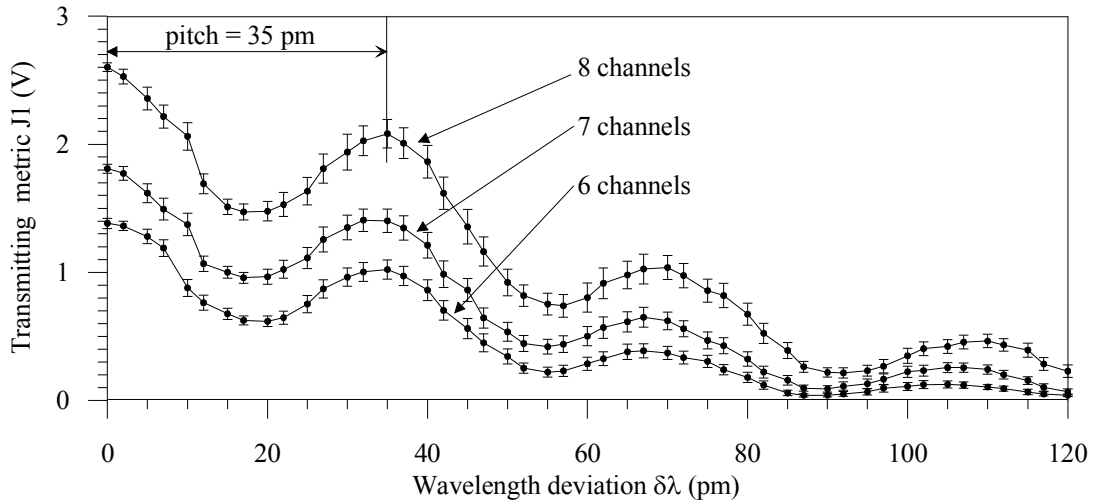 3
pitch = 35 pm
8 channels
2
7 channels
6 channels
1
0
Transmitting metric J1 (V)
0 20 40 60 80 100 120
Wavelength deviation δλ (pm)